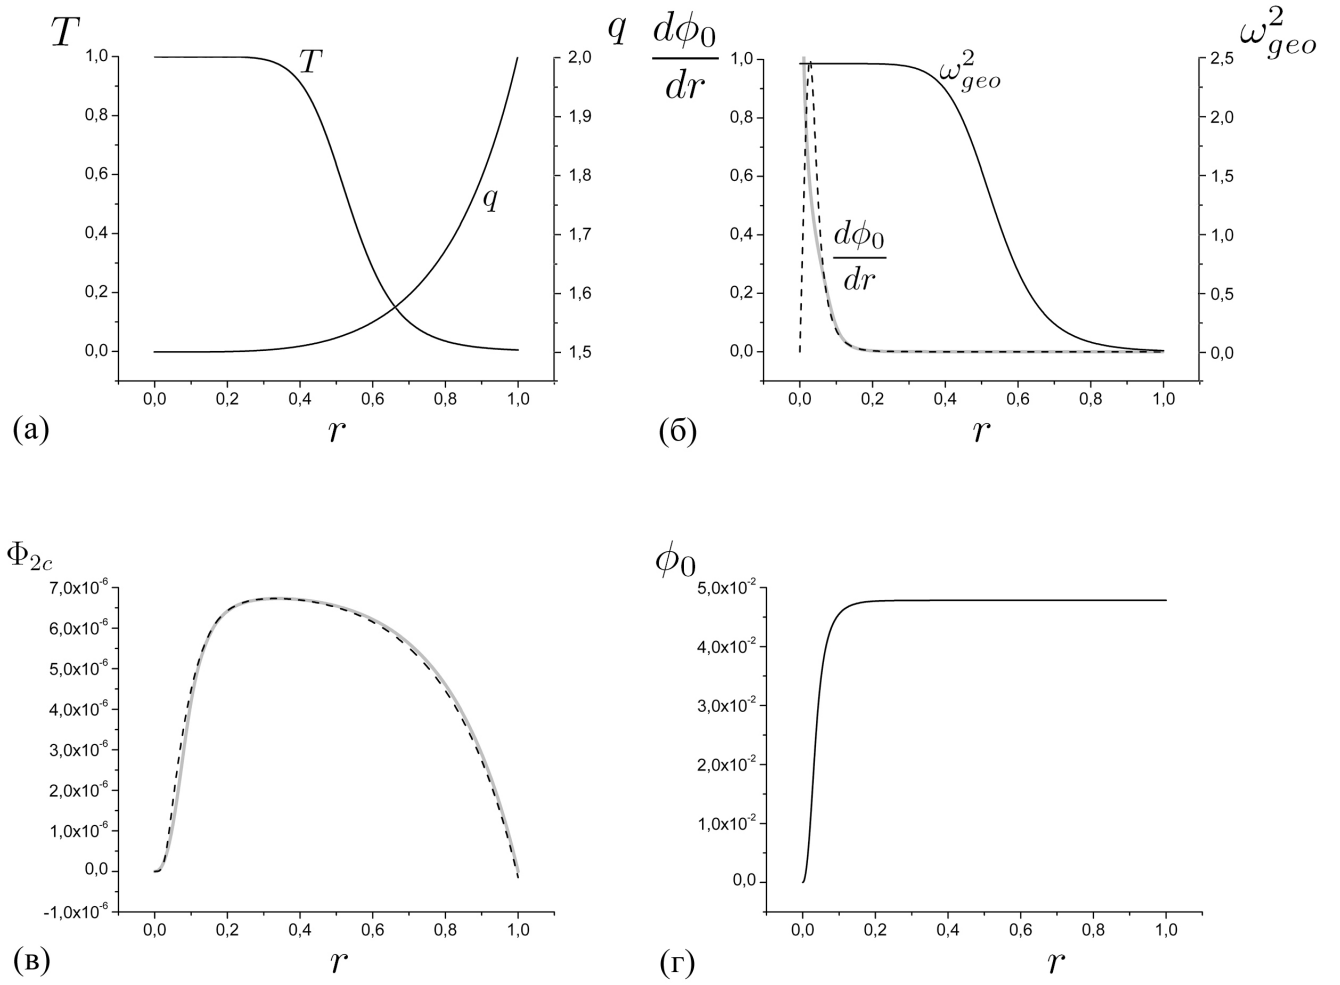 T
q
1,0
0,8
0,6
0,4
0,2
0,0
2,0
1,9
1,8
1,7
1,6
1,5
T
q
0,0 0,2 0,4 0,6 0,8 1,0
(а)
r
dϕ₀
dr
ω²geo
1,0
0,8
0,6
0,4
0,2
0,0
2,5
2,0
1,5
1,0
0,5
0,0
ω²geo
dϕ₀
dr
0,0 0,2 0,4 0,6 0,8 1,0
(б)
r
Φ₂c
7,0x10⁻⁶
6,0x10⁻⁶
5,0x10⁻⁶
4,0x10⁻⁶
3,0x10⁻⁶
2,0x10⁻⁶
1,0x10⁻⁶
0,0
-1,0x10⁻⁶
0,0 0,2 0,4 0,6 0,8 1,0
(в)
r
ϕ₀
5,0x10⁻²
4,0x10⁻²
3,0x10⁻²
2,0x10⁻²
1,0x10⁻²
0,0
0,0 0,2 0,4 0,6 0,8 1,0
(г)
r